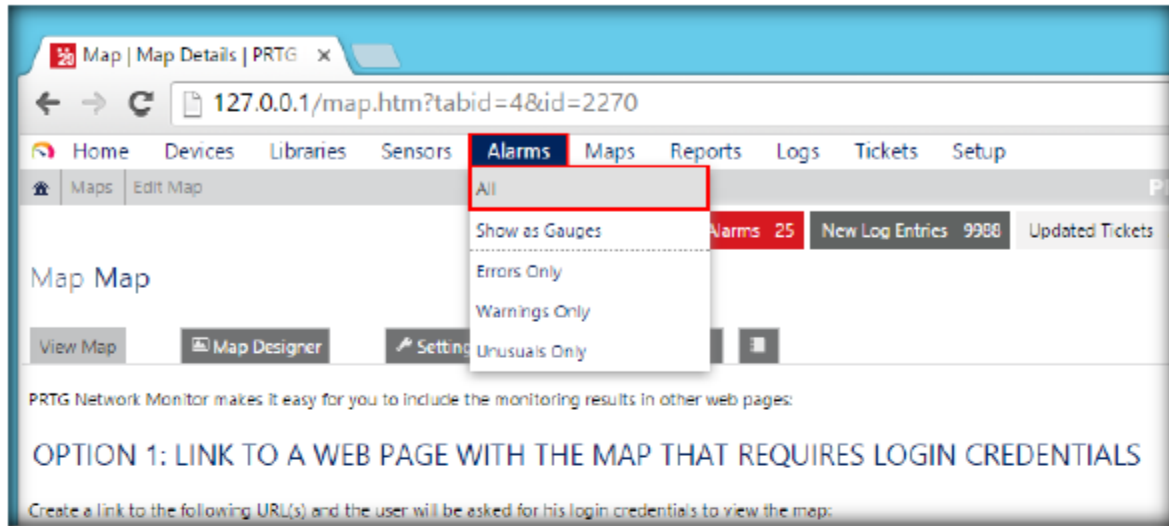 Map | Map Details | PRTG
127.0.0.1/map.htm?tabid=4&id=2270
Home Devices Libraries Sensors Alarms Maps Reports Logs Tickets Setup
Maps Edit Map All
Show as Gauges Alarms 25 New Log Entries 9988 Updated Tickets
Errors Only
Map Map
Warnings Only
View Map Map Designer Setting Unusuals Only
PRTG Network Monitor makes it easy for you to include the monitoring results in other web pages:
OPTION 1: LINK TO A WEB PAGE WITH THE MAP THAT REQUIRES LOGIN CREDENTIALS
Create a link to the following URL(s) and the user will be asked for his login credentials to view the map: